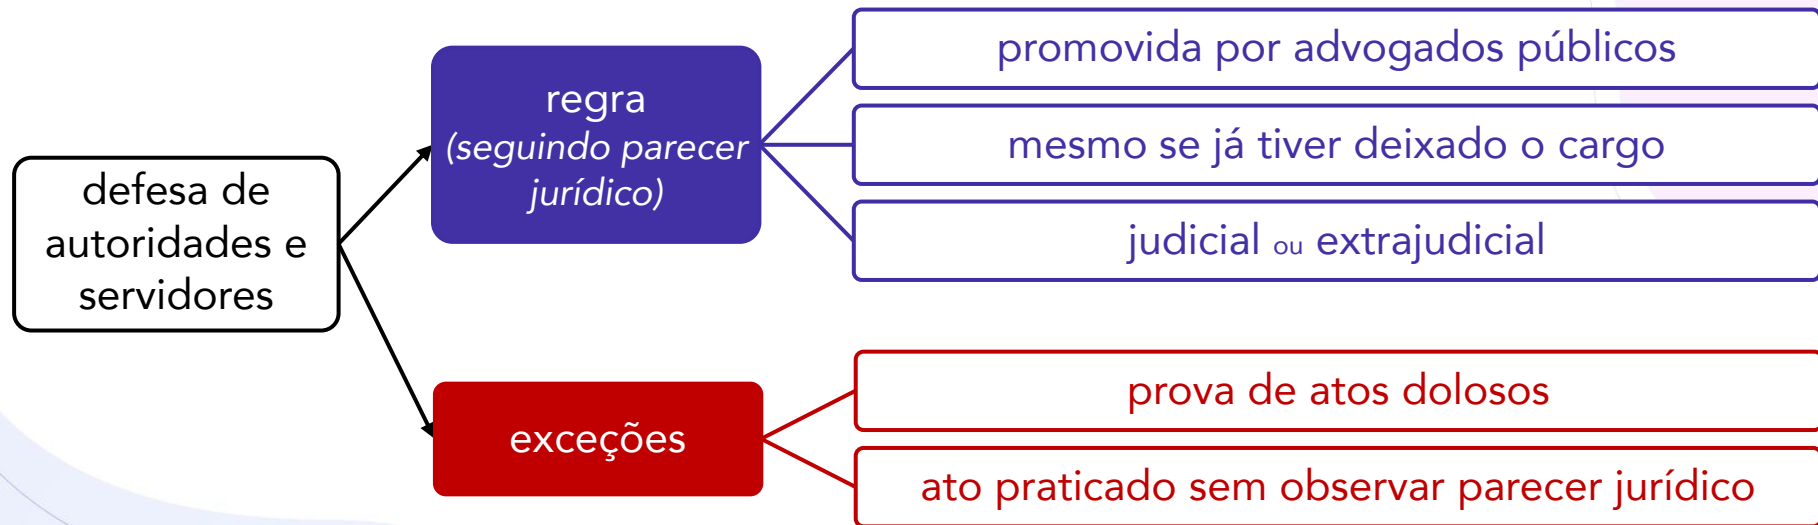 defesa de
autoridades e
servidores
regra
(seguindo parecer
jurídico)
promovida por advogados públicos
mesmo se já tiver deixado o cargo
judicial ou extrajudicial
exceções
prova de atos dolosos
ato praticado sem observar parecer jurídico